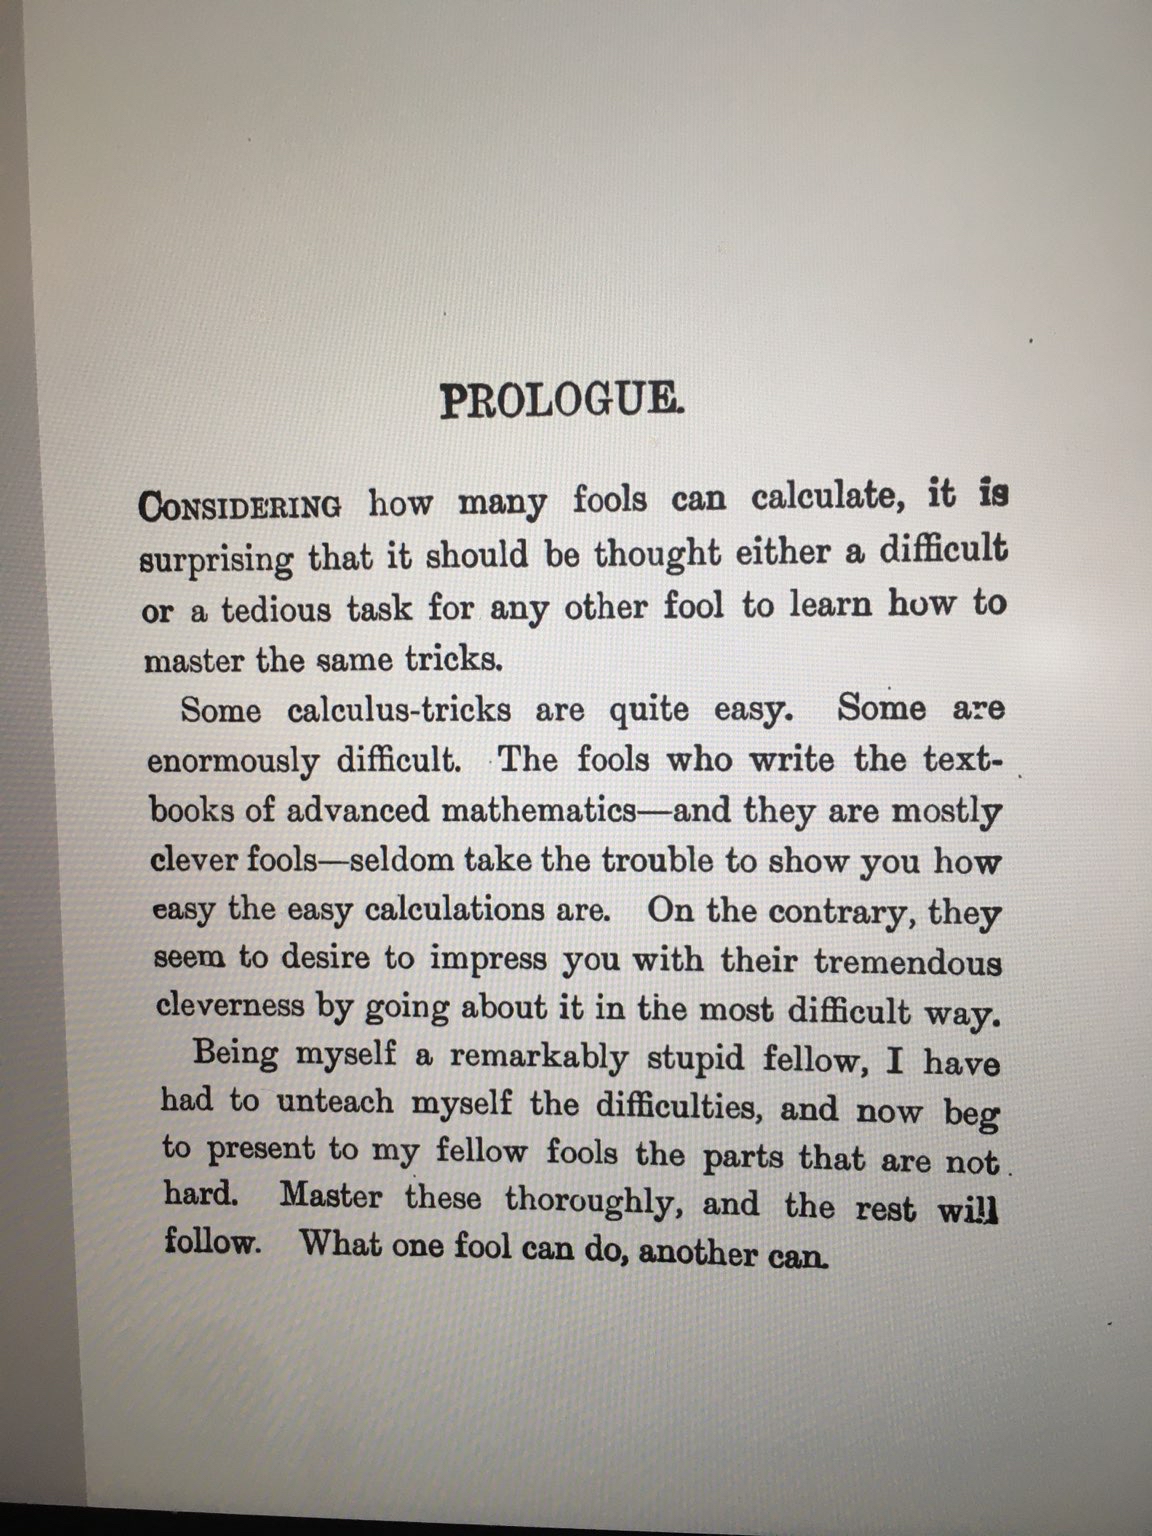 PROLOGUE.
CONSIDERING how many fools can calculate, it is
surprising that it should be thought either a difficult
or a tedious task for any other fool to learn how to
master the same tricks.
Some calculus-tricks are quite easy. Some are
enormously difficult. The fools who write the text-
books of advanced mathematics—and they are mostly
clever fools—seldom take the trouble to show you how
easy the easy calculations are. On the contrary, they
seem to desire to impress you with their tremendous
cleverness by going about it in the most difficult way.
Being myself a remarkably stupid fellow, I have
had to unteach myself the difficulties, and now beg
to present to my fellow fools the parts that are not
hard. Master these thoroughly, and the rest will
follow. What one fool can do, another can.